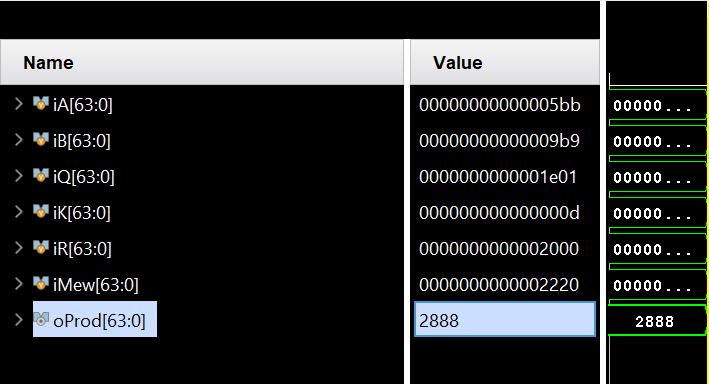 Name Value
iA[63:0] 00000000000005bb 00000...
iB[63:0] 00000000000009b9 00000...
iQ[63:0] 0000000000001e01 00000...
iK[63:0] 000000000000000d 00000...
iR[63:0] 0000000000002000 00000...
iMew[63:0] 0000000000002220 00000...
oProd[63:0] 2888 2888